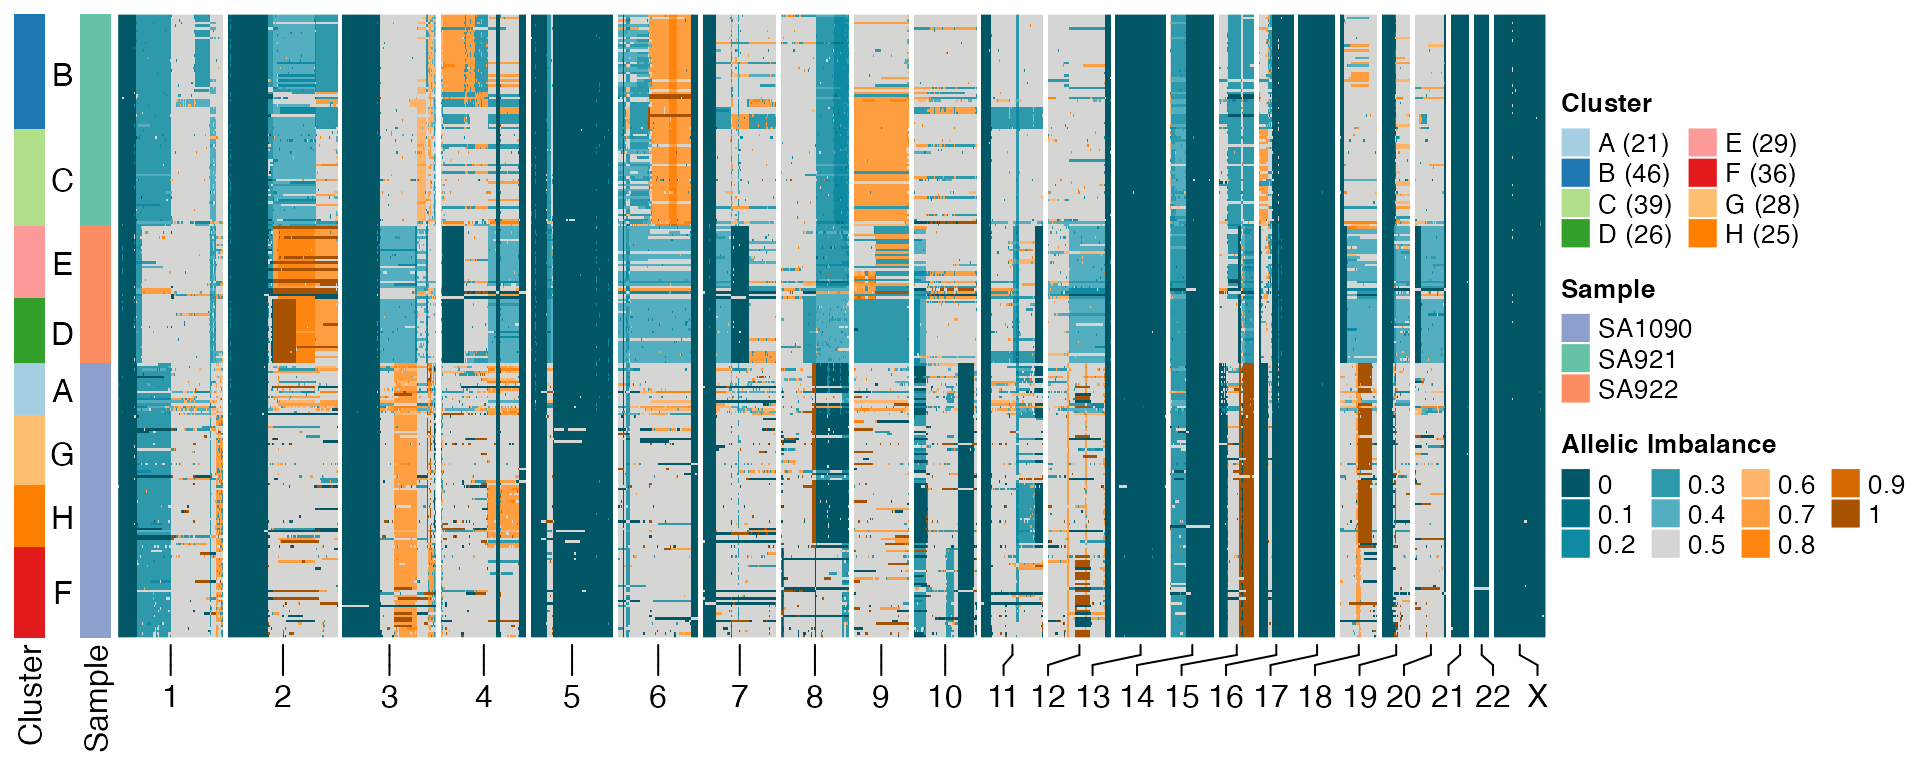 B
C
E
D
A
G
H
F
Cluster
Sample
1 2 3 4 5 6 7 8 9 10 11 12 13 14 15 16 17 18 19 20 21 22 X
Cluster
A (21) E (29)
B (46) F (36)
C (39) G (28)
D (26) H (25)
Sample
SA1090
SA921
SA922
Allelic Imbalance
0 0.3 0.6 0.9
0.1 0.4 0.7 1
0.2 0.5 0.8